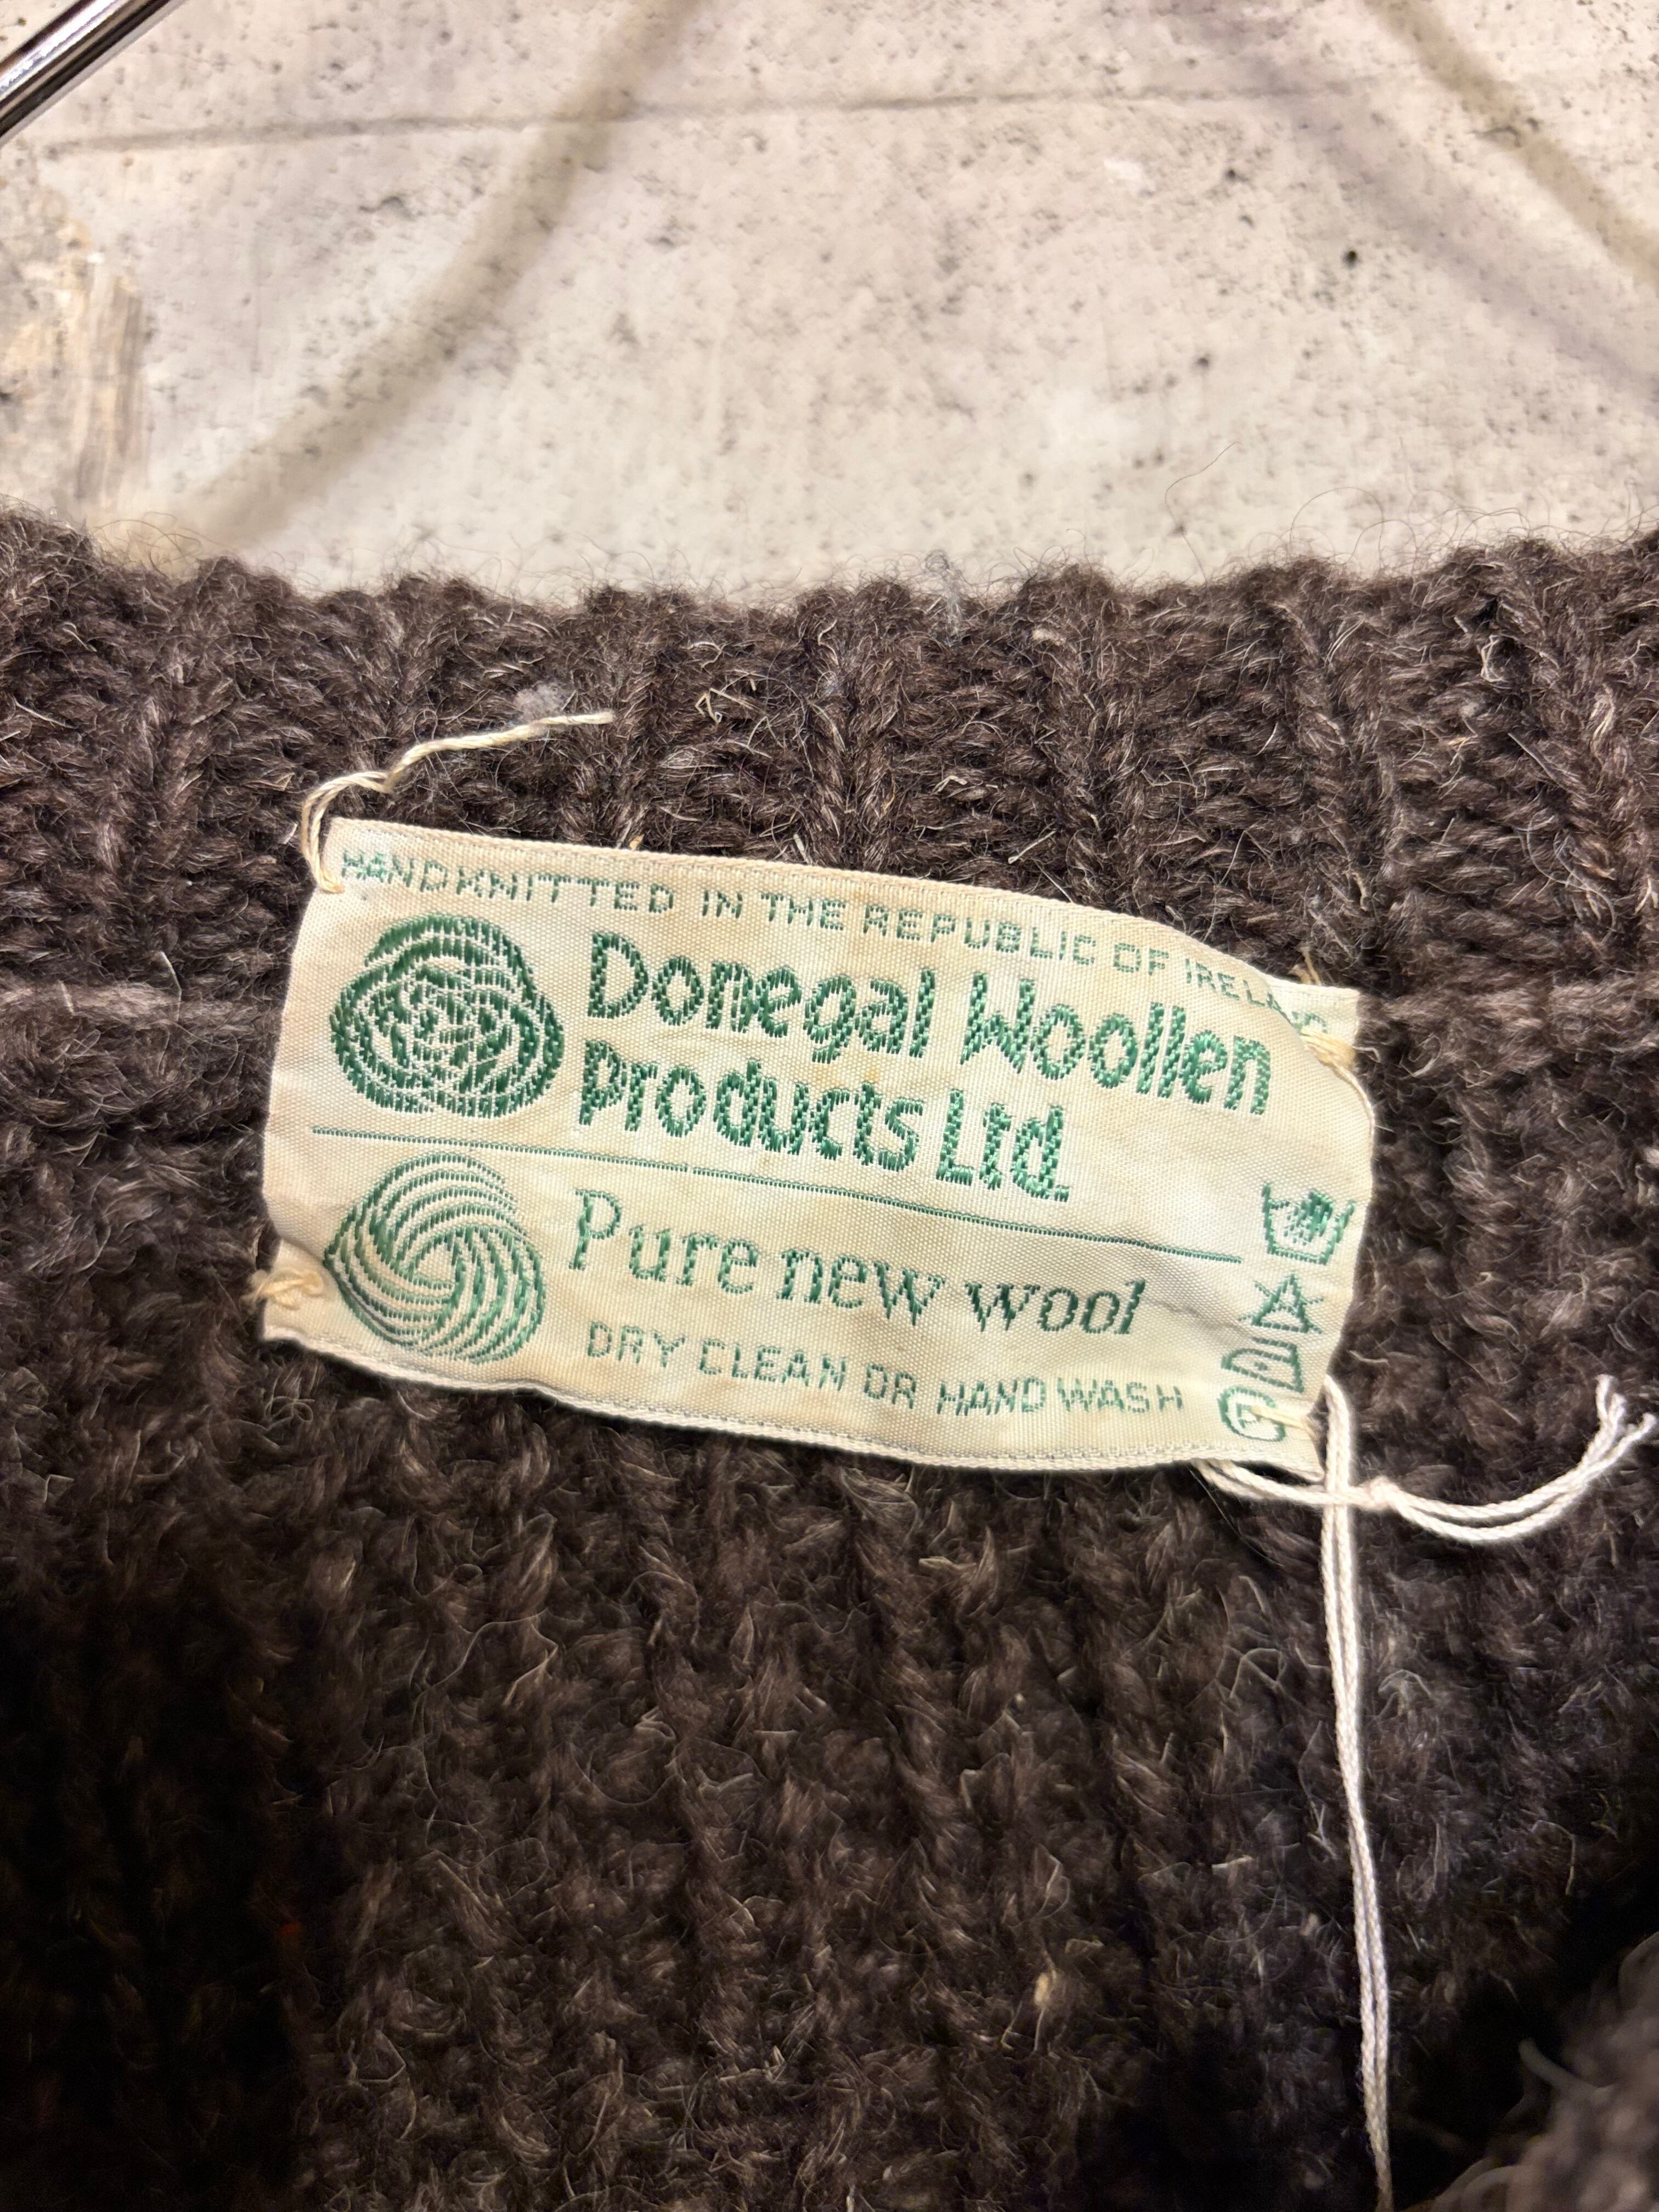 HANDKNITTED IN THE REPUBLIC OF IRELAND
Donegal Woollen
Products Ltd.
Pure new wool
DRY CLEAN OR HAND WASH
P